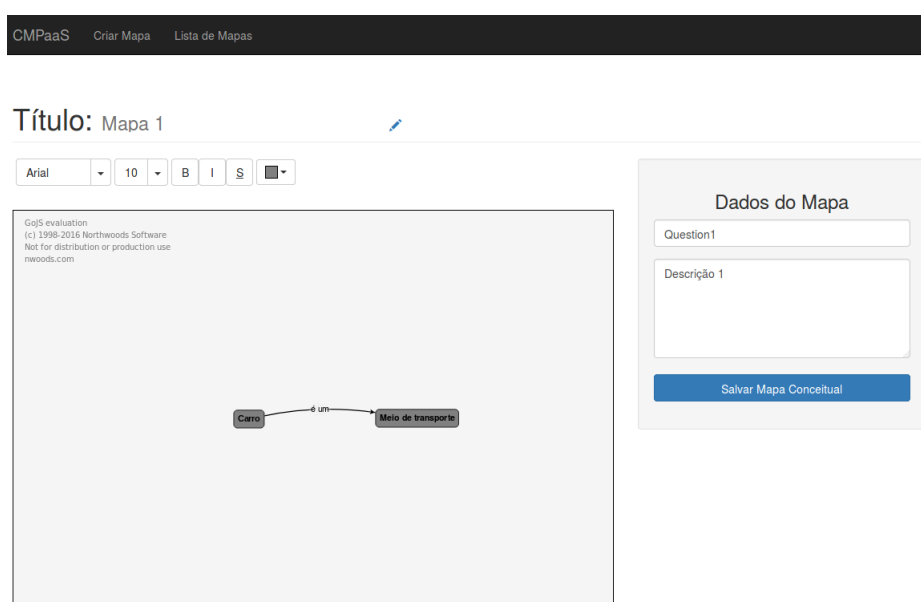 CMPaaS Criar Mapa Lista de Mapas
Título: Mapa 1
Arial 10 B I S
Dados do Mapa
GojS evaluation
(c) 1998-2016 Northwoods Software
Not for distribution or production use
nwoods.com
Question1
Descrição 1
Salvar Mapa Conceitual
Carro é um Meio de transporte